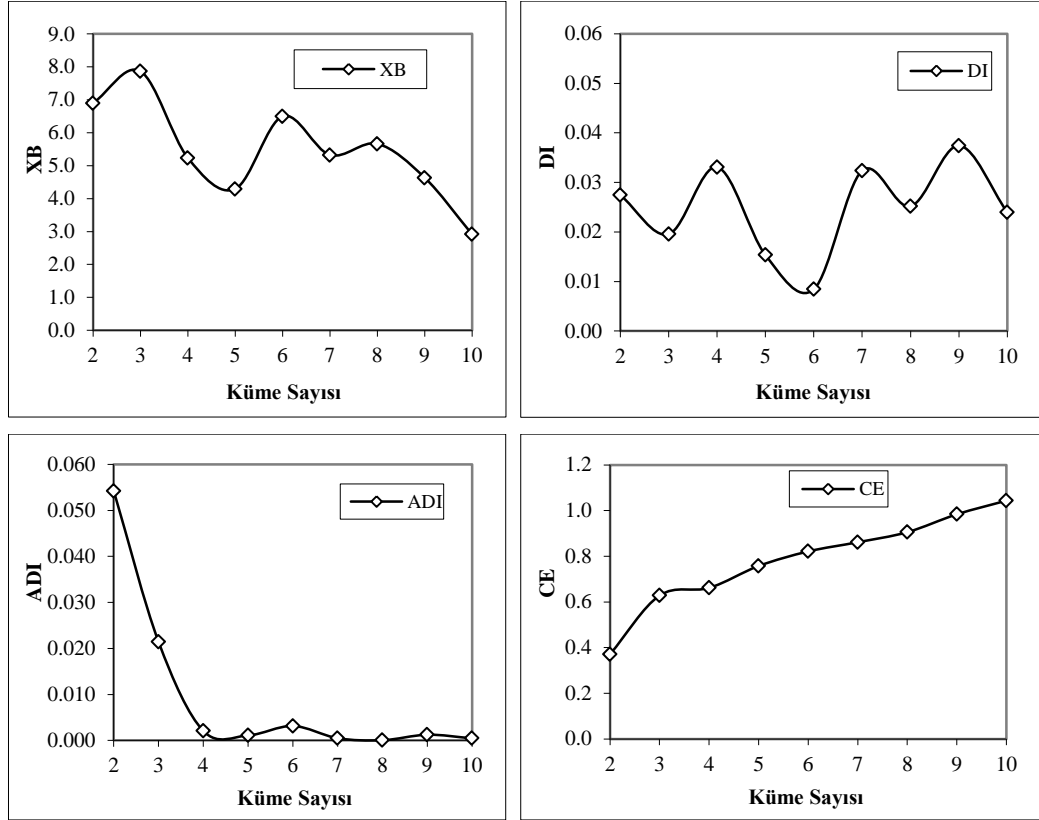 9.0
8.0
7.0
6.0
5.0
4.0
3.0
2.0
1.0
0.0
XB
XB
2 3 4 5 6 7 8 9 10
Küme Sayısı
0.06
0.05
0.04
0.03
0.02
0.01
0.00
DI
DI
2 3 4 5 6 7 8 9 10
Küme Sayısı
0.060
0.050
0.040
0.030
0.020
0.010
0.000
ADI
ADI
2 3 4 5 6 7 8 9 10
Küme Sayısı
1.2
1.0
0.8
0.6
0.4
0.2
0.0
CE
CE
2 3 4 5 6 7 8 9 10
Küme Sayısı